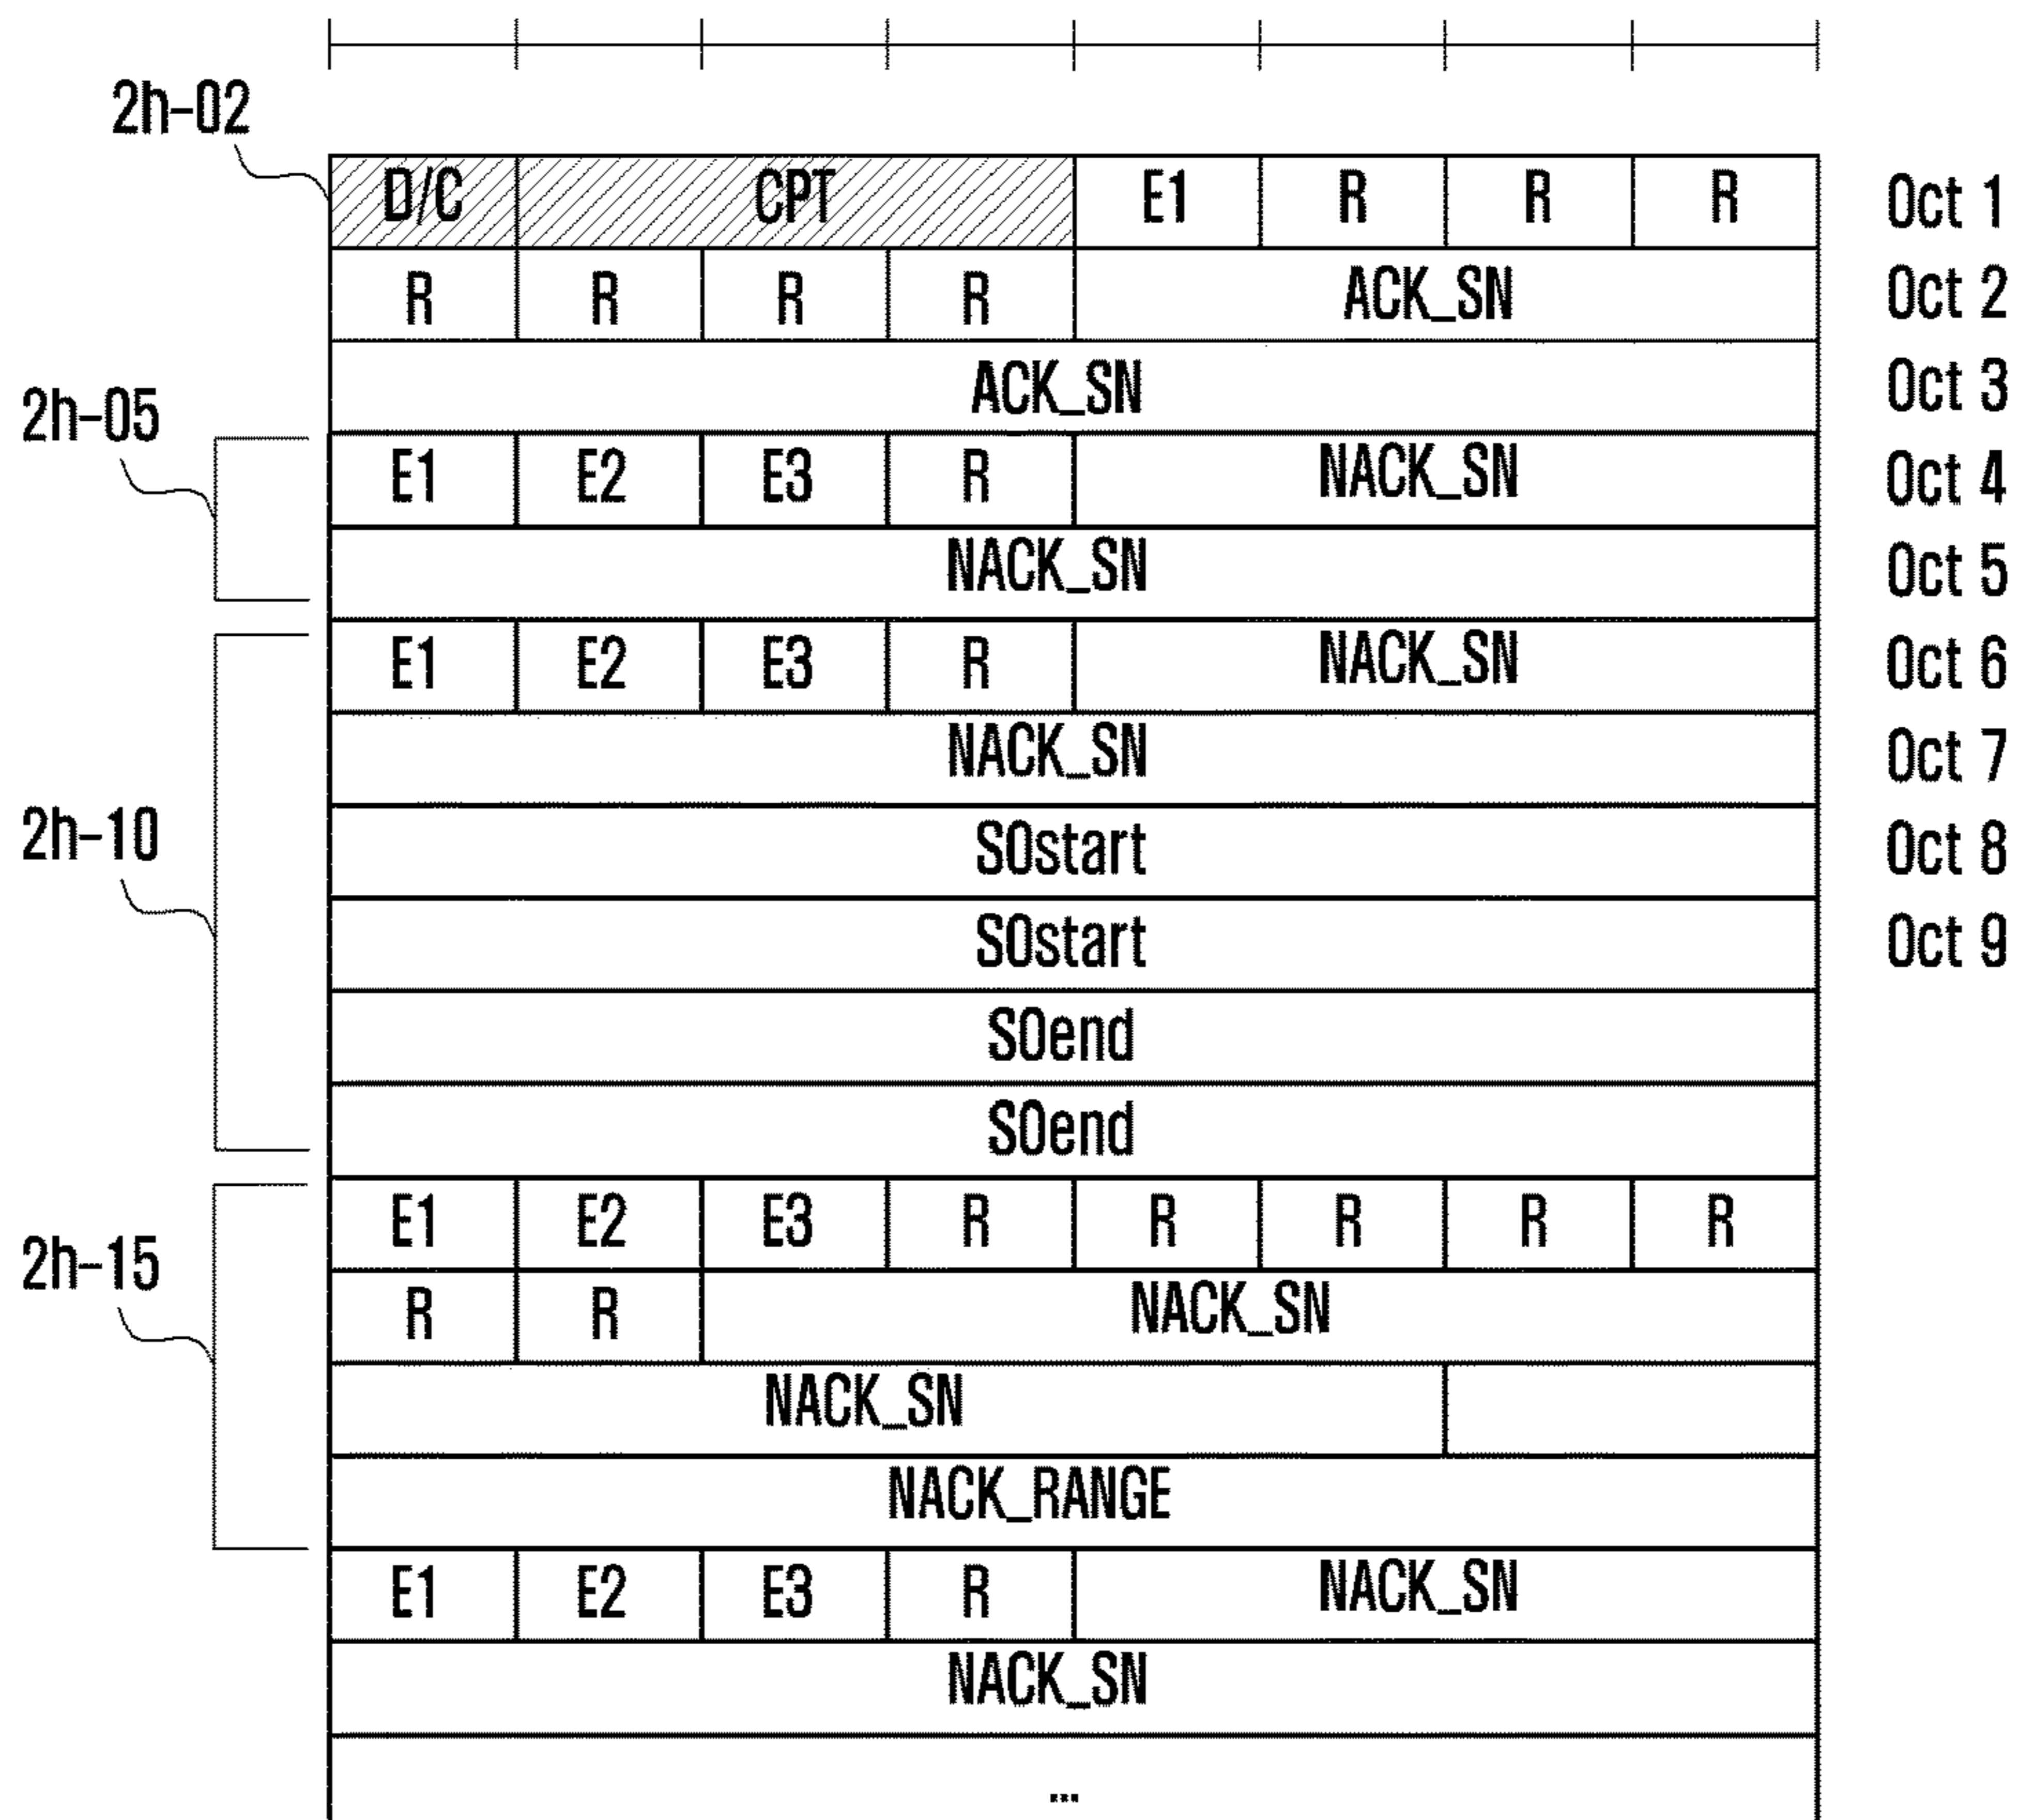 2h-02
D/C CPT E1 R R R Oct 1
R R R R ACK_SN Oct 2
ACK_SN Oct 3
2h-05
E1 E2 E3 R NACK_SN Oct 4
NACK_SN Oct 5
E1 E2 E3 R NACK_SN Oct 6
NACK_SN Oct 7
2h-10
SOstart Oct 8
SOstart Oct 9
SOend
SOend
E1 E2 E3 R R R R R
2h-15
R R NACK_SN
NACK_SN
NACK_RANGE
E1 E2 E3 R NACK_SN
NACK_SN
...